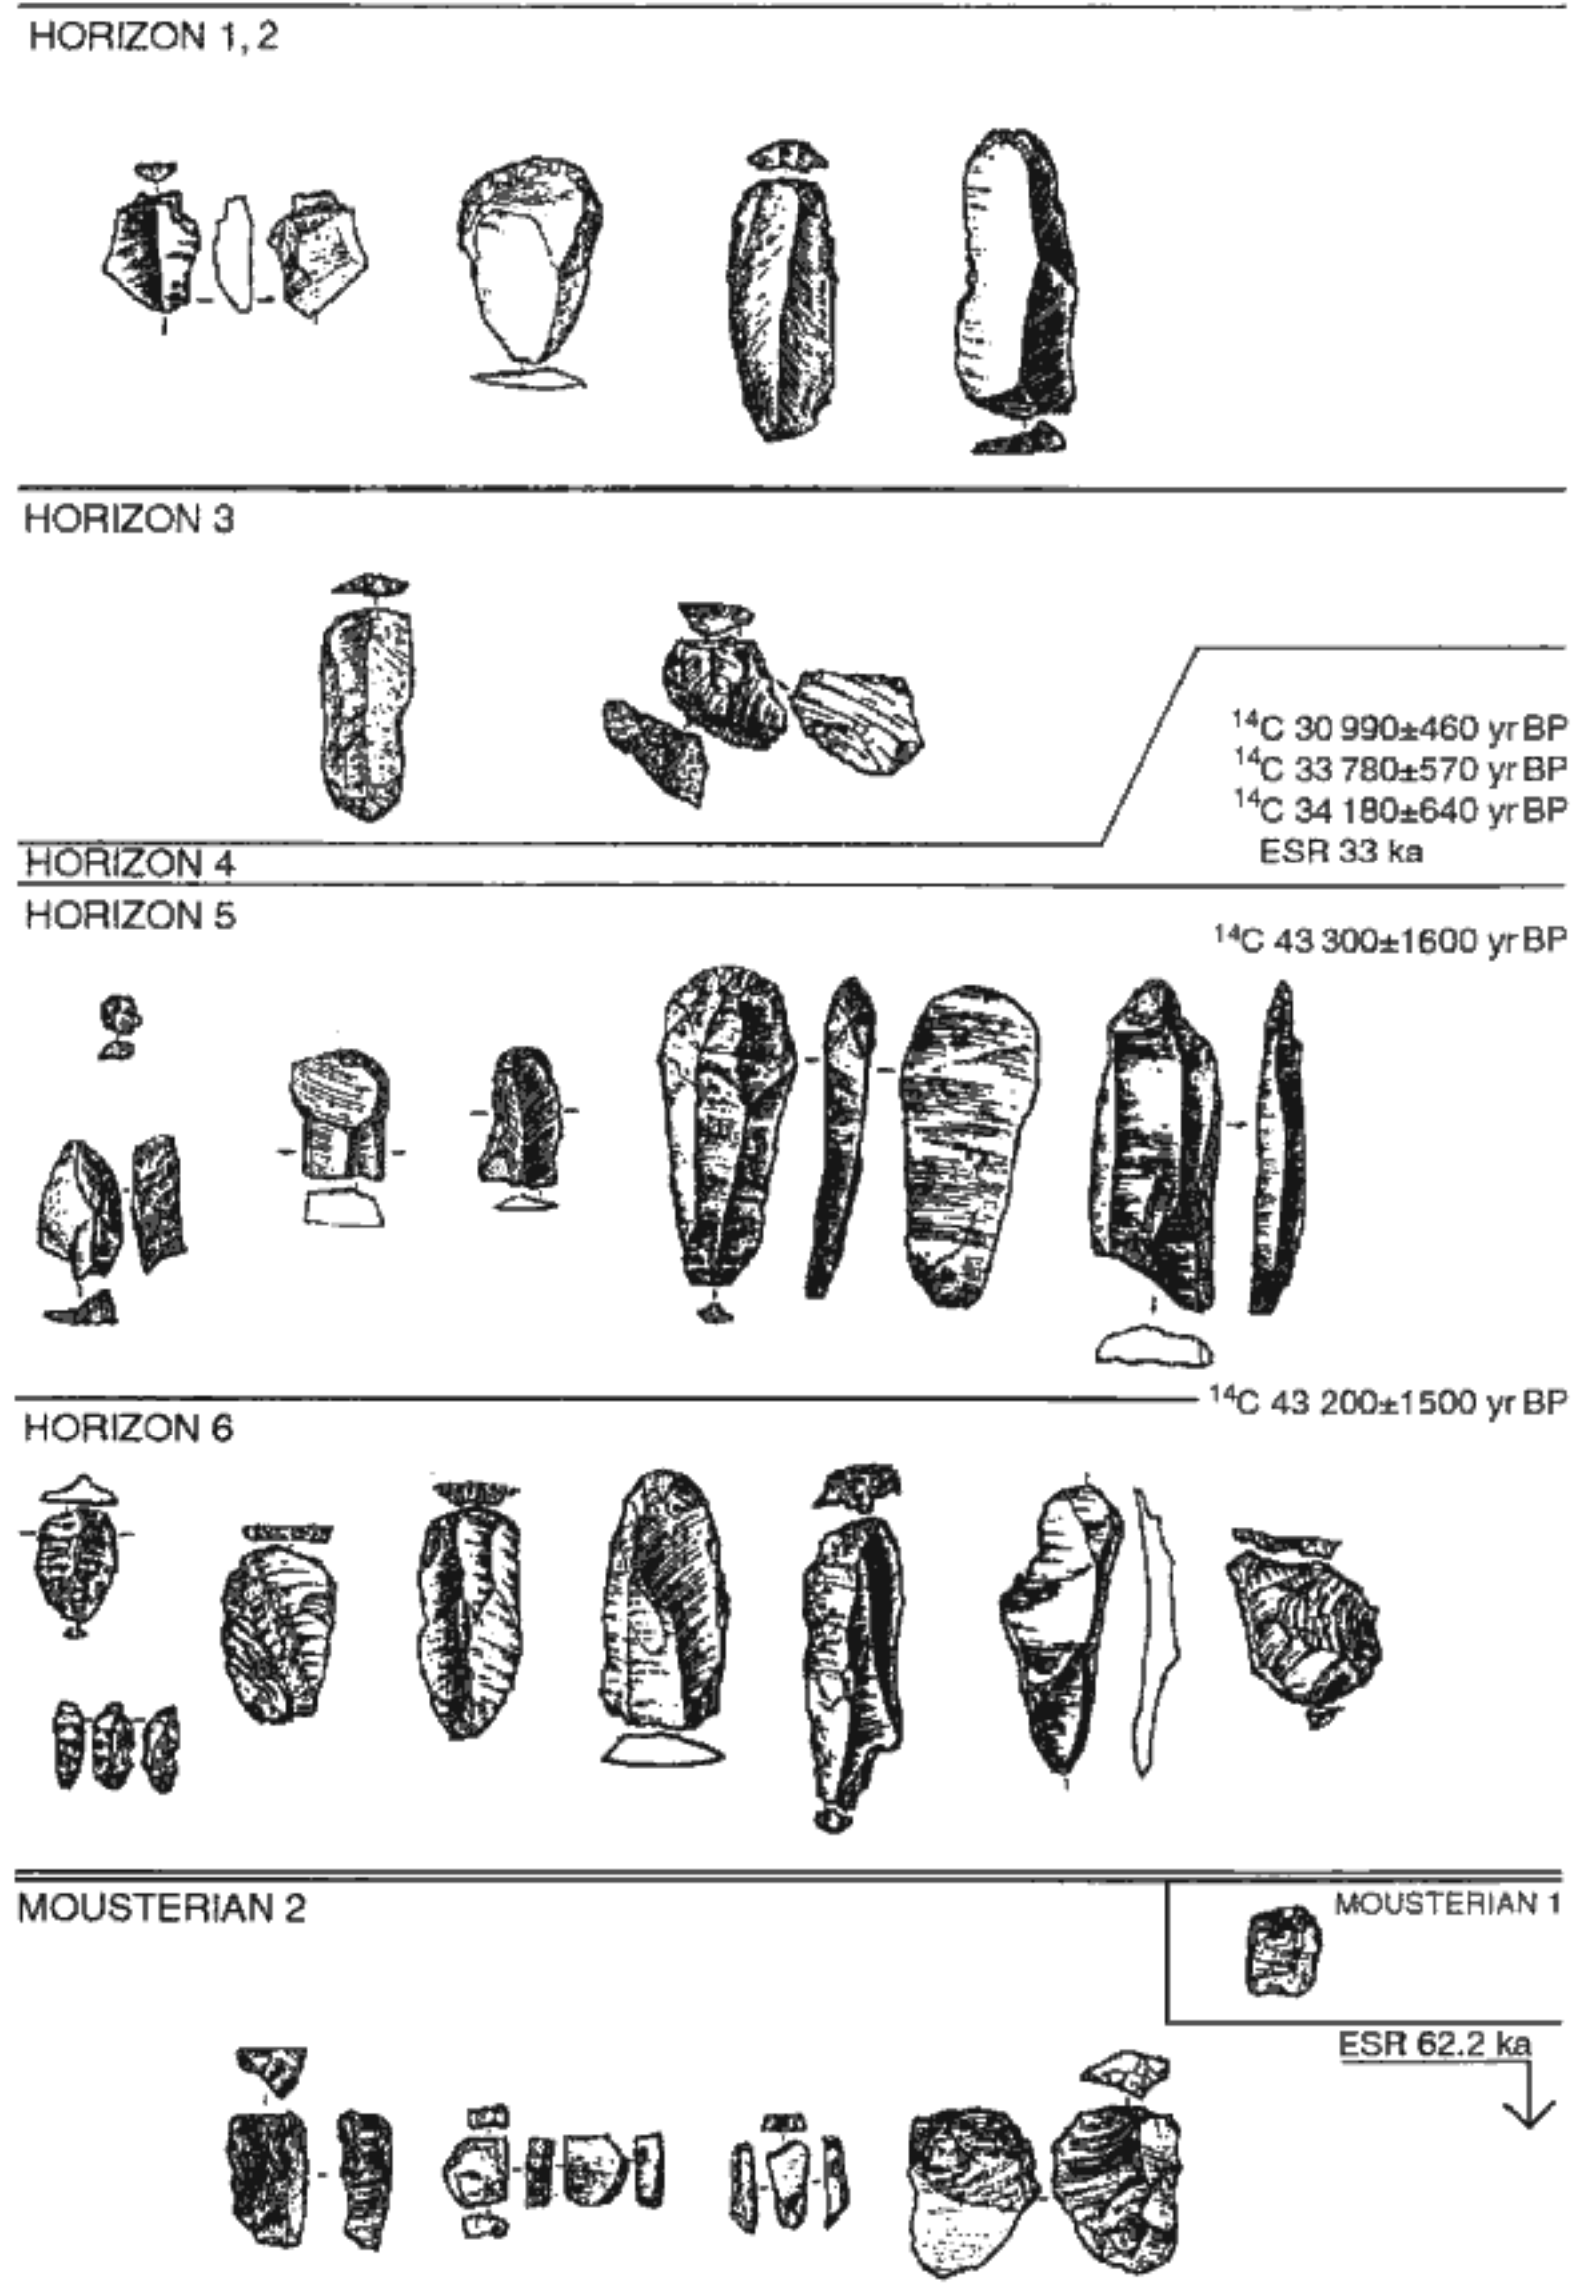 HORIZON 1, 2
HORIZON 3
¹⁴C 30 990±460 yr BP
¹⁴C 33 780±570 yr BP
¹⁴C 34 180±640 yr BP
ESR 33 ka
HORIZON 4
HORIZON 5
¹⁴C 43 300±1600 yr BP
¹⁴C 43 200±1500 yr BP
HORIZON 6
MOUSTERIAN 2
MOUSTERIAN 1
ESR 62.2 ka